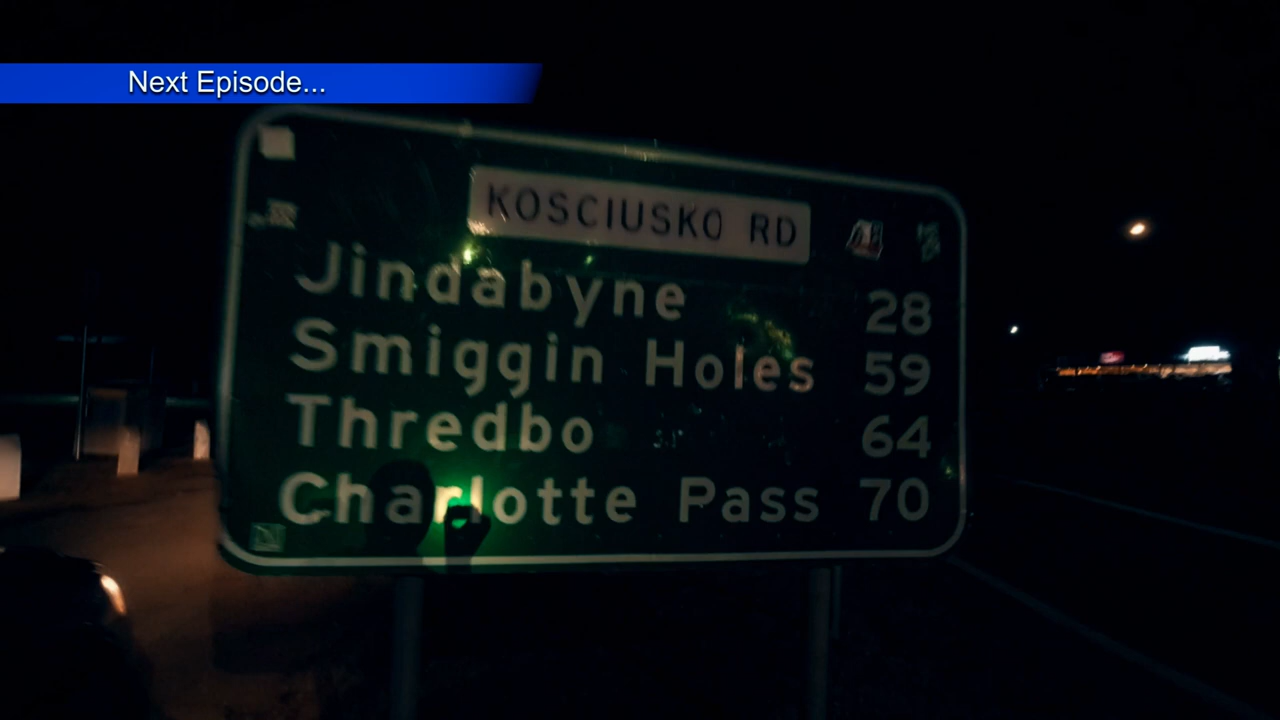 Next Episode...
KOSCIUSKO RD
Jindabyne 28
Smiggin Holes 59
Thredbo 64
Charlotte Pass 70